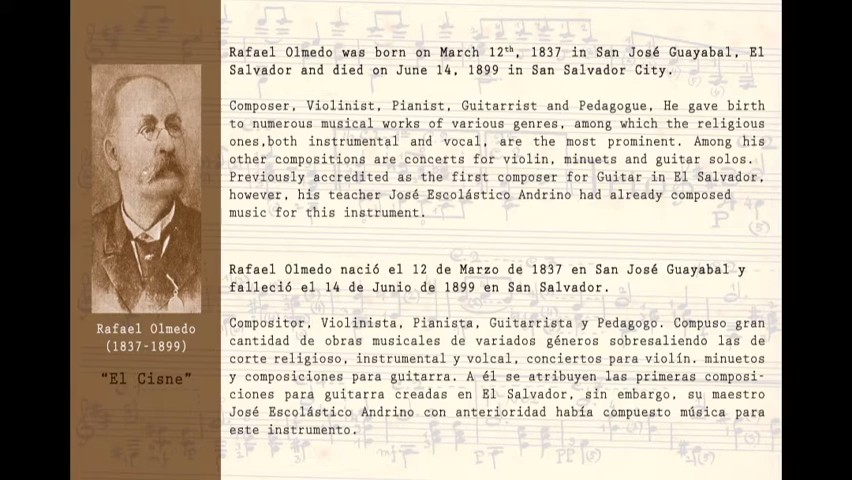 Rafael Olmedo was born on March 12th, 1837 in San José Guayabal, El
Salvador and died on June 14, 1899 in San Salvador City.
Composer, Violinist, Pianist, Guitarrist and Pedagogue, He gave birth
to numerous musical works of various genres, among which the religious
ones,both instrumental and vocal, are the most prominent. Among his
other compositions are concerts for violin, minuets and guitar solos.
Previously accredited as the first composer for Guitar in El Salvador,
however, his teacher José Escolástico Andrino had already composed
music for this instrument.
Rafael Olmedo nació el 12 de Marzo de 1837 en San José Guayabal y
falleció el 14 de Junio de 1899 en San Salvador.
Compositor, Violinista, Pianista, Guitarrista y Pedagogo. Compuso gran
cantidad de obras musicales de variados géneros sobresaliendo las de
corte religioso, instrumental y volcal, conciertos para violín. minuetos
y composiciones para guitarra. A él se atribuyen las primeras composi-
ciones para guitarra creadas en El Salvador, sin embargo, su maestro
José Escolástico Andrino con anterioridad había compuesto música para
este instrumento.
Rafael Olmedo
(1837-1899)
“El Cisne”